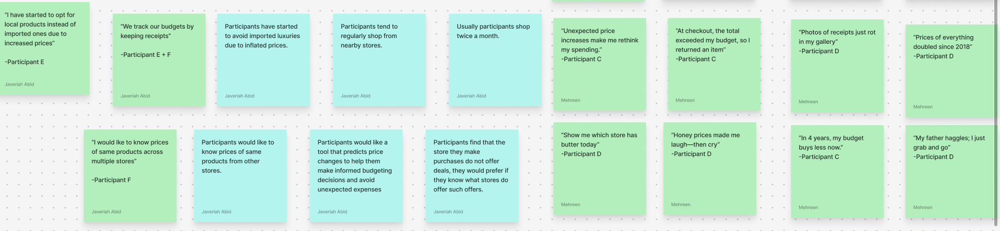 “I have started to opt for
local products instead of
imported ones due to
increased prices”
-Participant E
Javeriah Abid
“We track our budgets by
keeping receipts”
-Participant E + F
Javeriah Abid
Participants have started
to avoid imported luxuries
due to inflated prices.
Javeriah Abid
Participants tend to
regularly shop from
nearby stores.
Javeriah Abid
Usually participants shop
twice a month.
Javeriah Abid
“Unexpected price
increases make me rethink
my spending.”
-Participant C
Mehreen
“At checkout, the total
exceeded my budget, so I
returned an item”
-Participant C
Mehreen
“Photos of receipts just rot
in my gallery”
-Participant D
Mehreen
“Prices of everything
doubled since 2018”
-Participant D
Mehreen
“I would lke to know prices
of same products across
multiple stores”
-Participant F
Javeriah Abid
Participants would like to
know prices of same
products from other
stores.
Javeriah Abid
Participants would like a
tool that predicts price
changes to help them
make informed budgeting
decisions and avoid
unexpected expenses
Javeriah Abid
Participants find that the
store they make
purchases do not offer
deals, they would prefer if
they know what stores do
offer such offers.
Javeriah Abid
“Show me which store has
butter today”
-Participant D
Mehreen
“Honey prices made me
laugh—then cry”
-Participant D
Mehreen
“In 4 years, my budget
buys less now.”
-Participant C
Mehreen
“My father haggles; I just
grab and go”
-Participant D
Mehreen